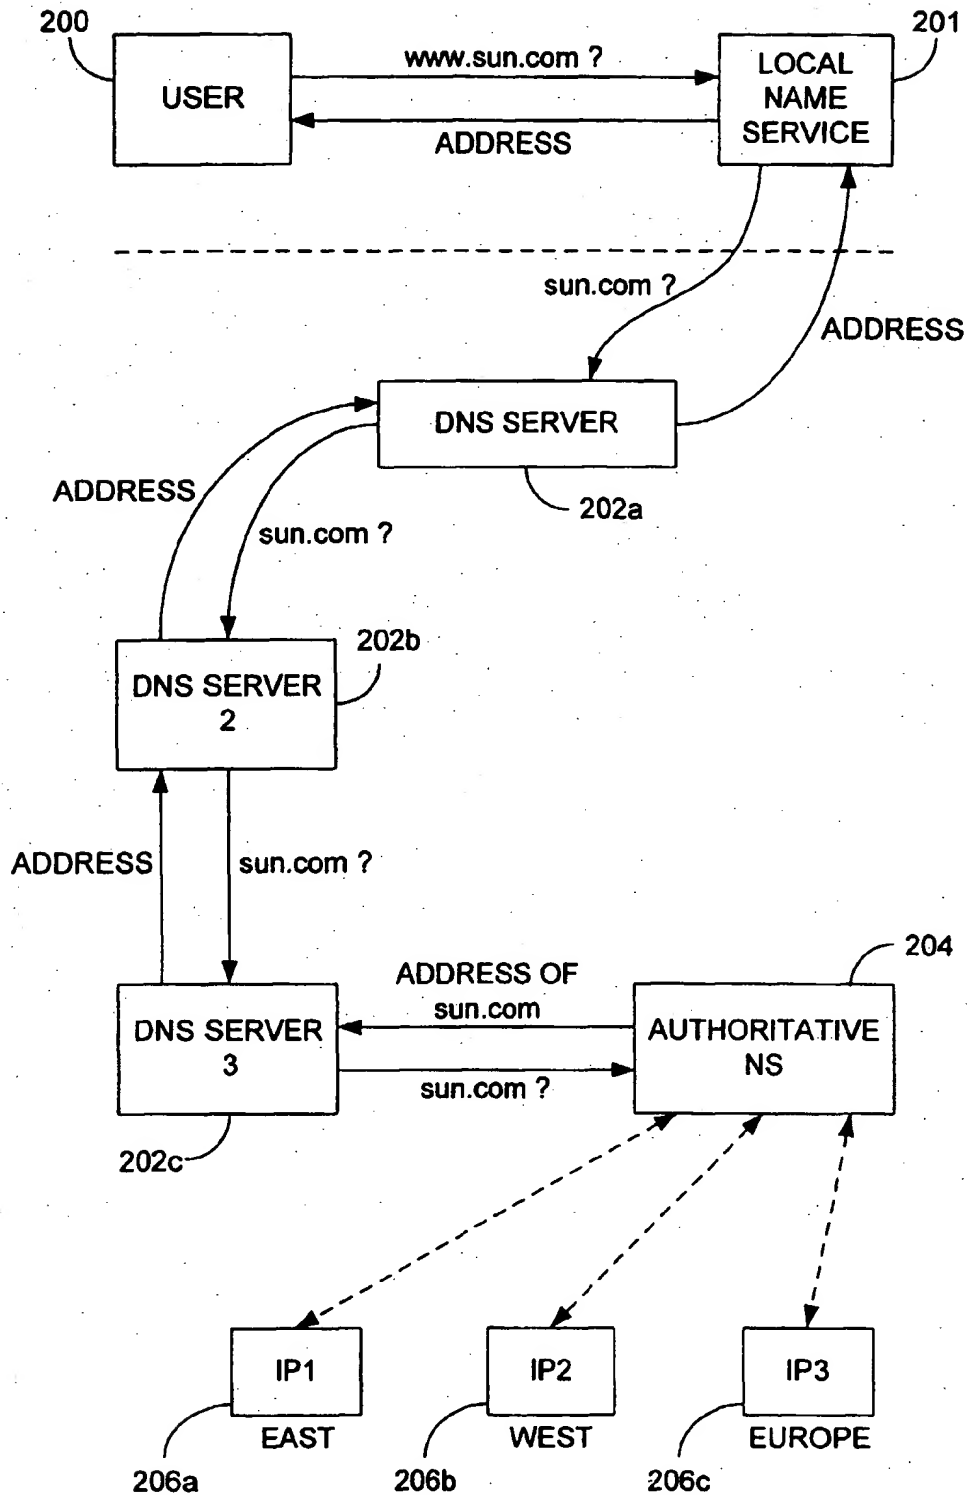 200
201
USER
www.sun.com ?
ADDRESS
LOCAL
NAME
SERVICE
sun.com ?
ADDRESS
DNS SERVER
202a
ADDRESS
sun.com ?
202b
DNS SERVER
2
ADDRESS
sun.com ?
204
ADDRESS OF
sun.com
DNS SERVER
3
AUTHORITATIVE
NS
sun.com ?
202c
IP1
IP2
IP3
EAST
WEST
EUROPE
206a
206b
206c